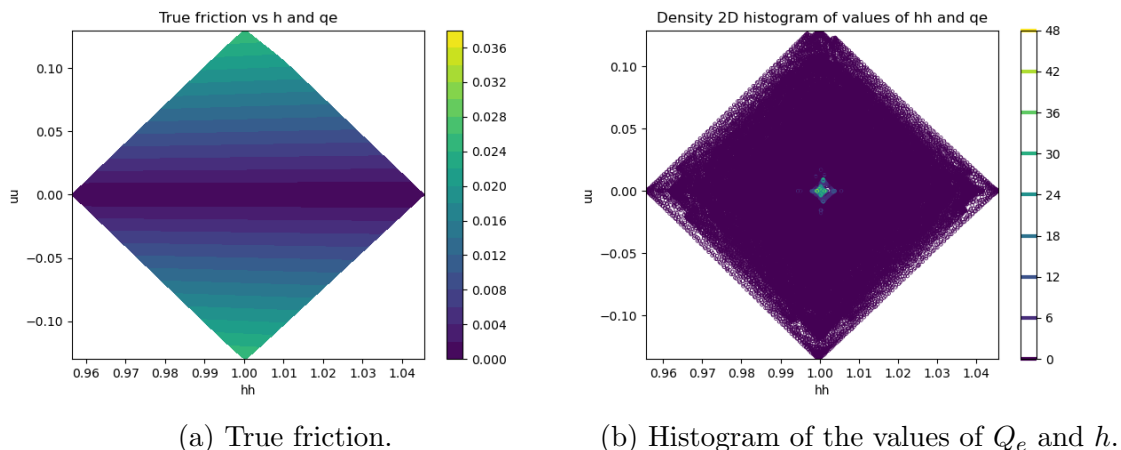 True friction vs h and qe
0.10
0.05
0.00
−0.05
−0.10
uu
0.96 0.97 0.98 0.99 1.00 1.01 1.02 1.03 1.04
hh
0.036
0.032
0.028
0.024
0.020
0.016
0.012
0.008
0.004
0.000
(a) True friction.
Density 2D histogram of values of hh and qe
0.10
0.05
0.00
−0.05
−0.10
uu
0.96 0.97 0.98 0.99 1.00 1.01 1.02 1.03 1.04
hh
48
42
36
30
24
18
12
6
0
(b) Histogram of the values of Qe and h.